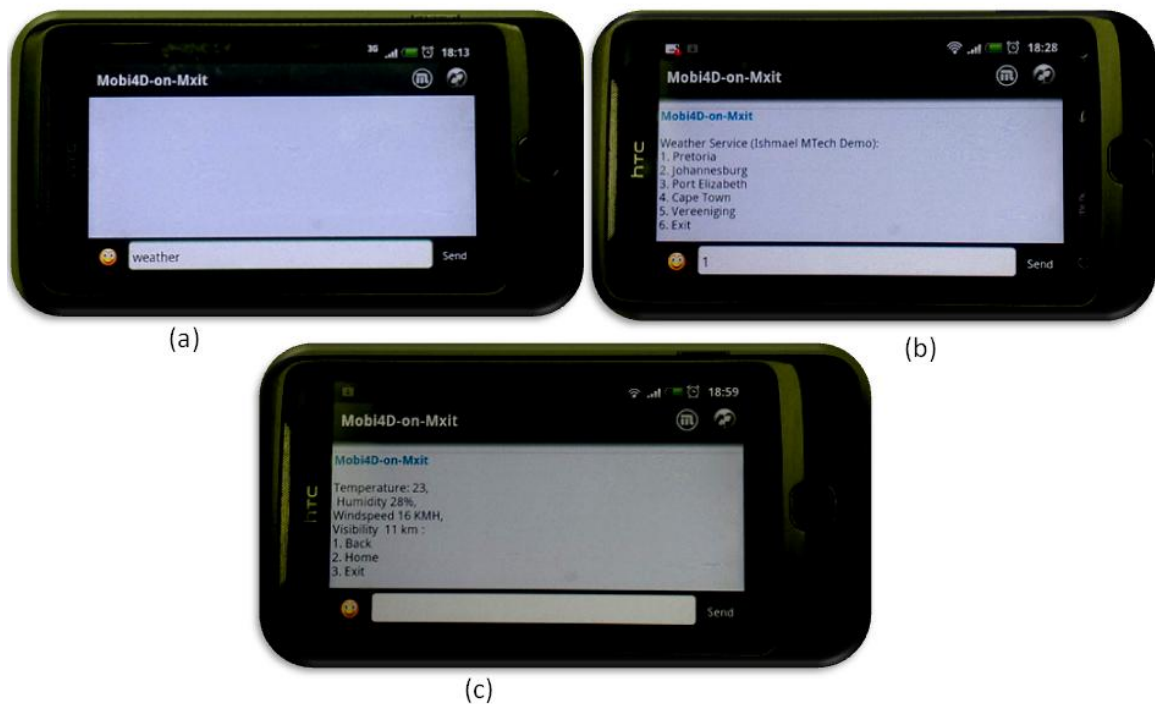 3G 18:13
Mobi4D-on-Mxit
weather
Send
(a)
hTC
18:28
Mobi4D-on-Mxit
Mobi4D-on-Mxit
Weather Service (Ishmael MTech Demo):
1. Pretoria
2. Johannesburg
3. Port Elizabeth
4. Cape Town
5. Vereeniging
6. Exit
1
Send
(b)
hTC
18:59
Mobi4D-on-Mxit
Mobi4D-on-Mxit
Temperature: 23,
Humidity 28%,
Windspeed 16 KMH,
Visibility 11 km :
1. Back
2. Home
3. Exit
Send
(c)